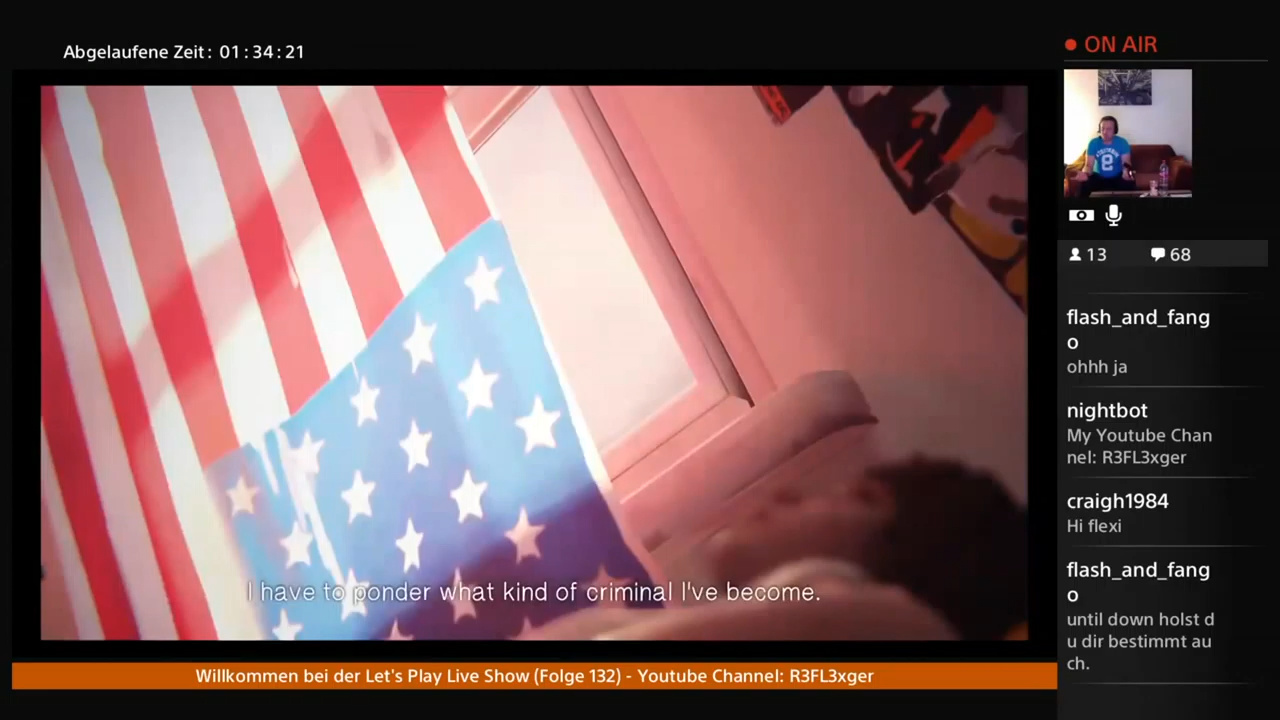 Abgelaufene Zeit: 01:34:21
ON AIR
13
68
flash_and_fang
o
ohhh ja
nightbot
My Youtube Chan
nel: R3FL3xger
craigh1984
Hi flexi
flash_and_fang
o
until down holst d
u dir bestimmt au
ch.
I have to ponder what kind of criminal I've become.
Willkommen bei der Let's Play Live Show (Folge 132) - Youtube Channel: R3FL3xger